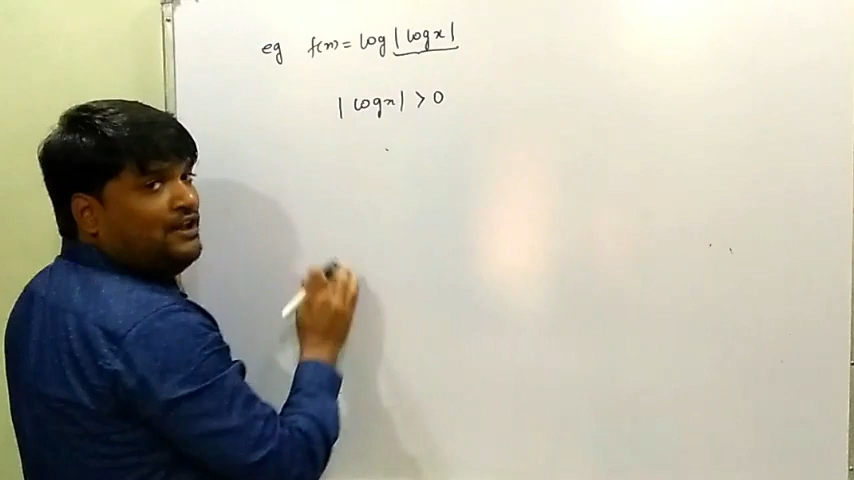 eg f(x) = log |log x|
|log x| > 0